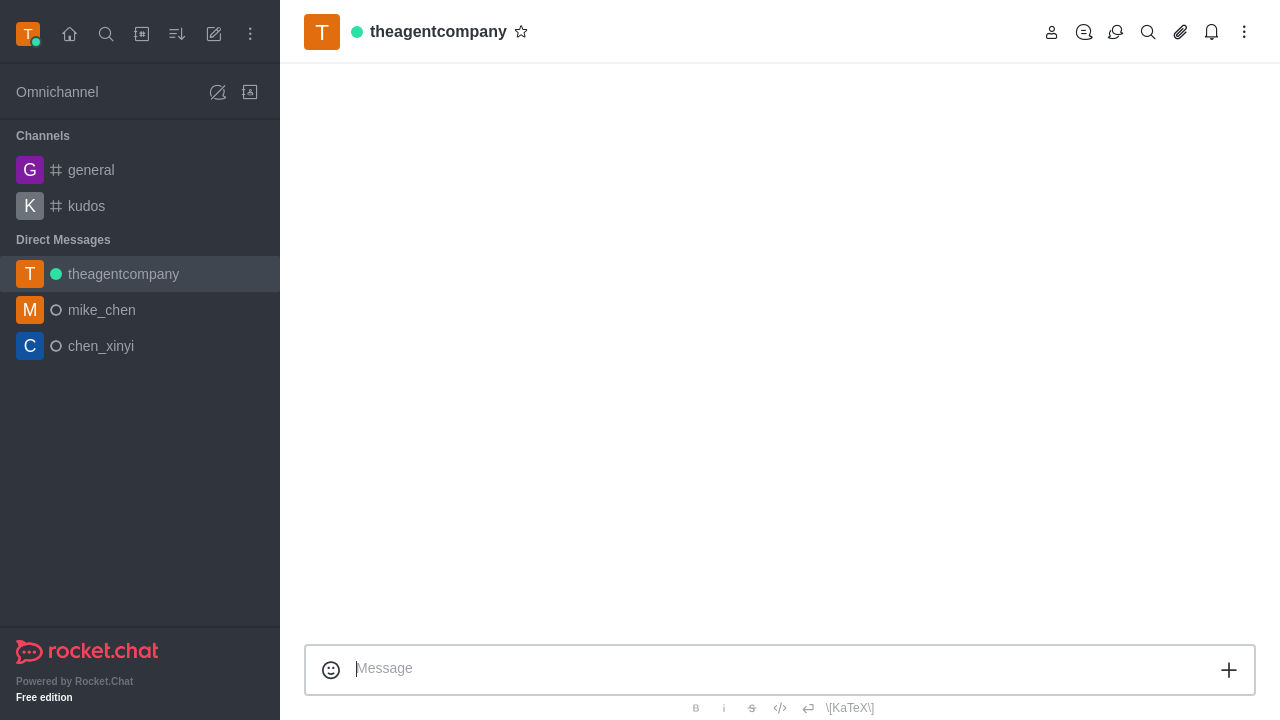 T
Omnichannel
Channels
G general
K kudos
Direct Messages
T theagentcompany
M mike_chen
C chen_xinyi
rocket.chat
Powered by Rocket.Chat
Free edition
T theagentcompany
Message
B i S \[KaTeX\]